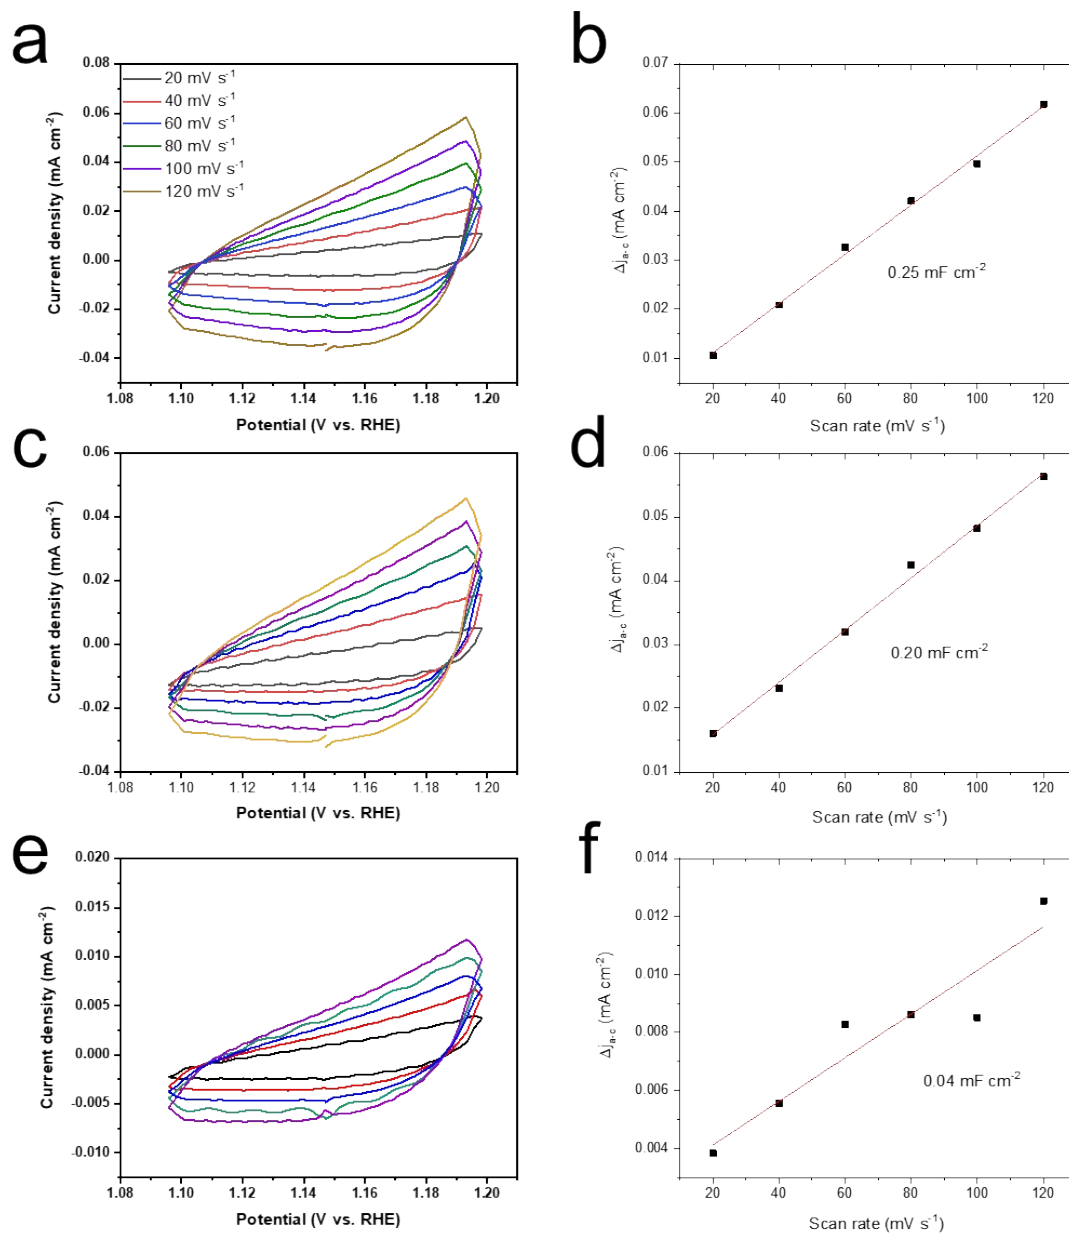 a
0.08
0.06
0.04
0.02
0.00
-0.02
-0.04
Current density (mA cm-2)
20 mV s-1
40 mV s-1
60 mV s-1
80 mV s-1
100 mV s-1
120 mV s-1
1.08 1.10 1.12 1.14 1.16 1.18 1.20
Potential (V vs. RHE)
b
0.07
0.06
0.05
0.04
0.03
0.02
0.01
Δja-c (mA cm-2)
0.25 mF cm-2
20 40 60 80 100 120
Scan rate (mV s-1)
c
0.06
0.04
0.02
0.00
-0.02
-0.04
Current density (mA cm-2)
1.08 1.10 1.12 1.14 1.16 1.18 1.20
Potential (V vs. RHE)
d
0.06
0.05
0.04
0.03
0.02
0.01
Δja-c (mA cm-2)
0.20 mF cm-2
20 40 60 80 100 120
Scan rate (mV s-1)
e
0.020
0.015
0.010
0.005
0.000
-0.005
-0.010
Current density (mA cm-2)
1.08 1.10 1.12 1.14 1.16 1.18 1.20
Potential (V vs. RHE)
f
0.014
0.012
0.010
0.008
0.006
0.004
Δja-c (mA cm-2)
0.04 mF cm-2
20 40 60 80 100 120
Scan rate (mV s-1)